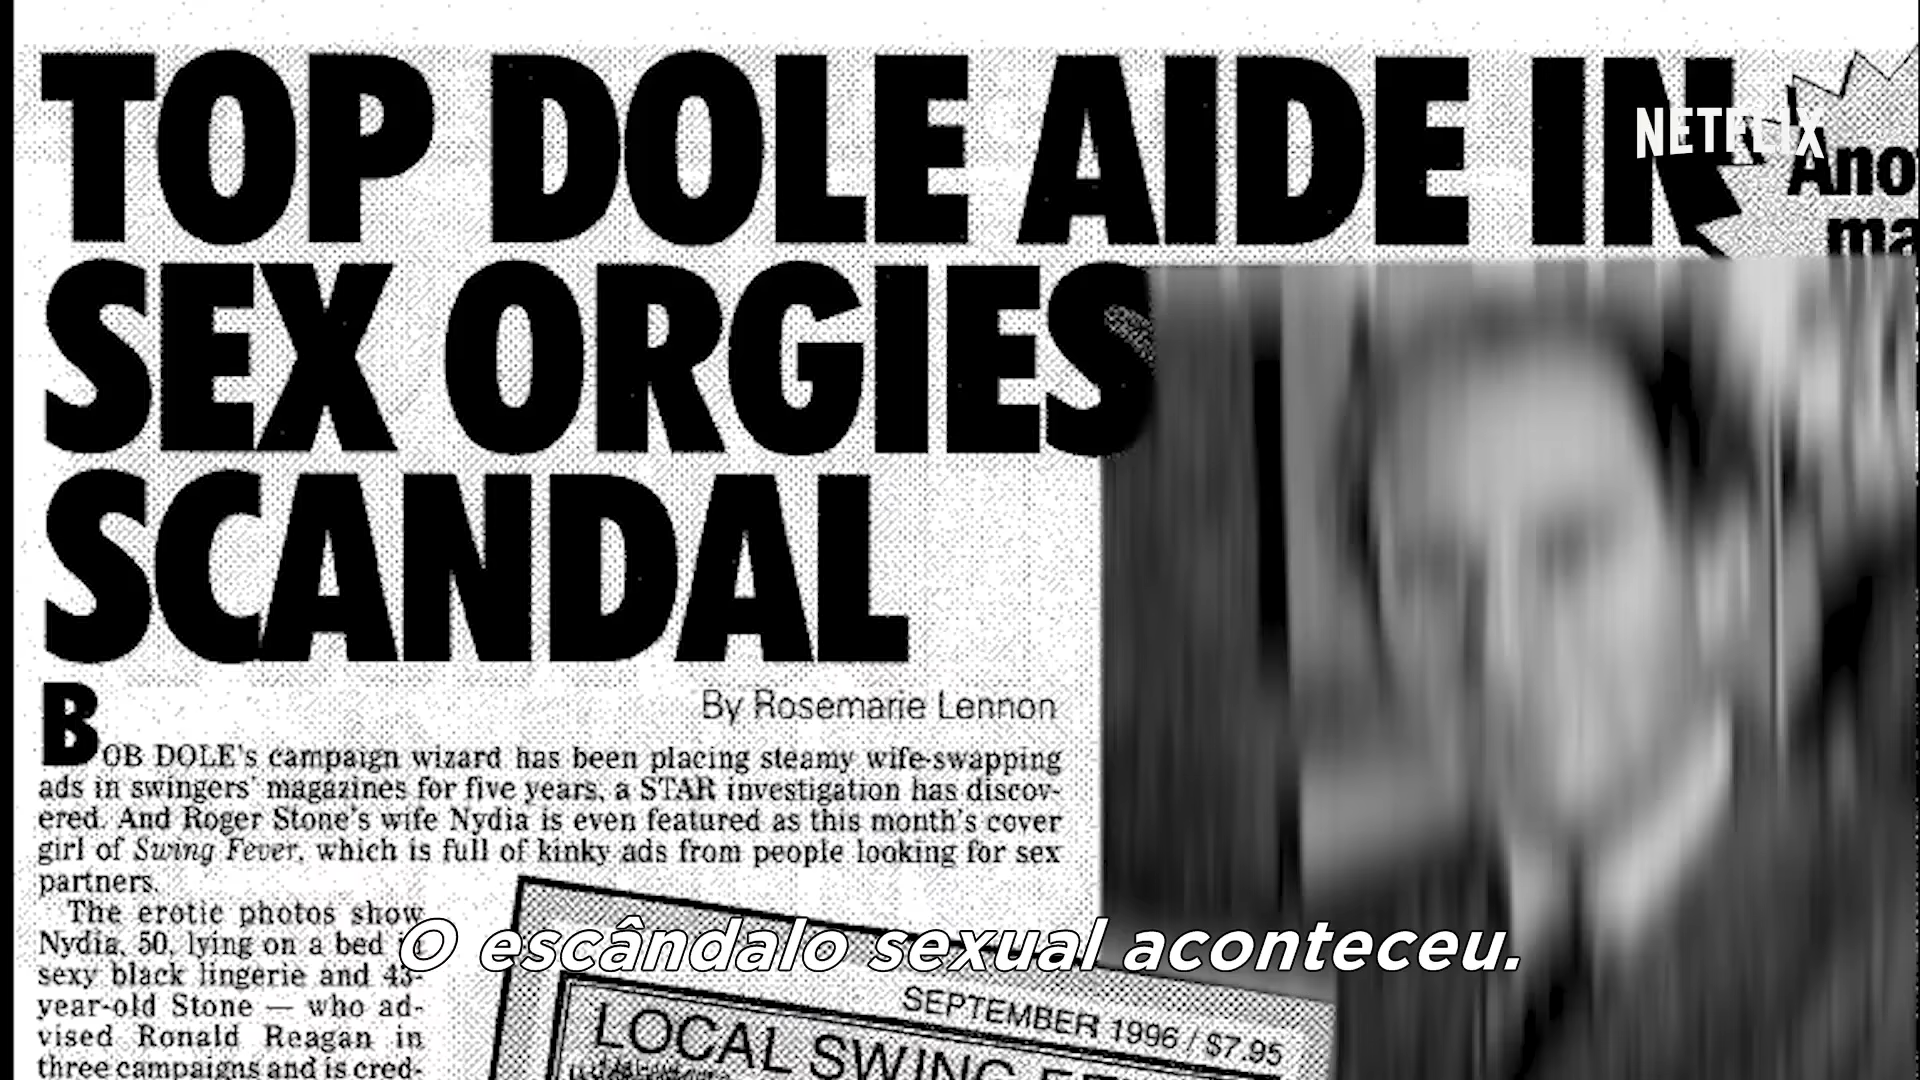 TOP DOLE AIDE IN
SEX ORGIES
SCANDAL
NETFLIX
By Rosemarie Lennon
BOB DOLE's campaign wizard has been placing steamy wife-swapping
ads in swingers' magazines for five years, a STAR investigation has discov-
ered. And Roger Stone's wife Nydia is even featured as this month's cover
girl of Swing Fever, which is full of kinky ads from people looking for sex
partners.
The erotic photos show
Nydia, 50, lying on a bed in
sexy black lingerie and 43-
year-old Stone — who ad-
vised Ronald Reagan in
three campaigns and is cred-
SEPTEMBER 1996 / $7.95
LOCAL SWING
O escândalo sexual aconteceu.